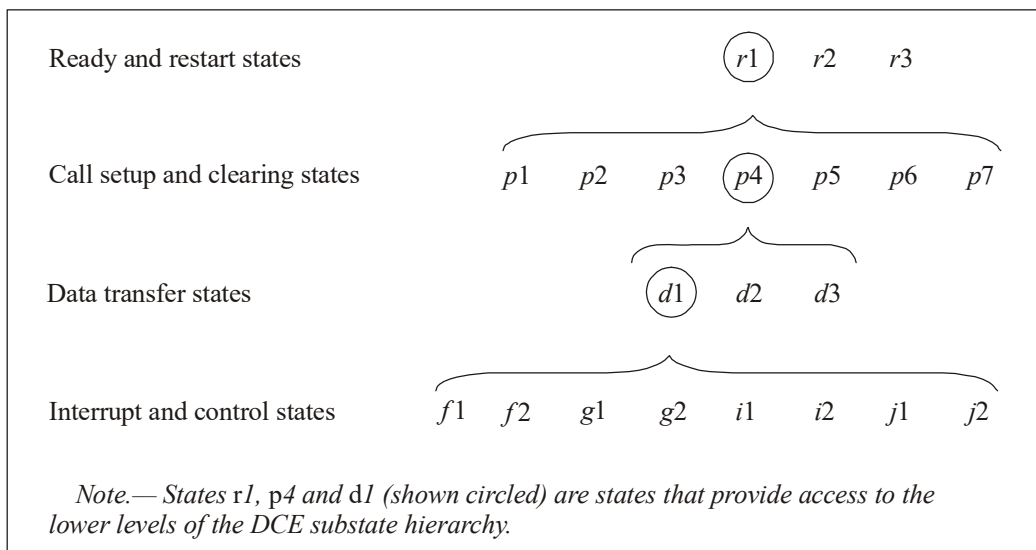 Ready and restart states r1 r2 r3
Call setup and clearing states p1 p2 p3 p4 p5 p6 p7
Data transfer states d1 d2 d3
Interrupt and control states f1 f2 g1 g2 i1 i2 j1 j2
Note.— States r1, p4 and d1 (shown circled) are states that provide access to the
lower levels of the DCE substate hierarchy.